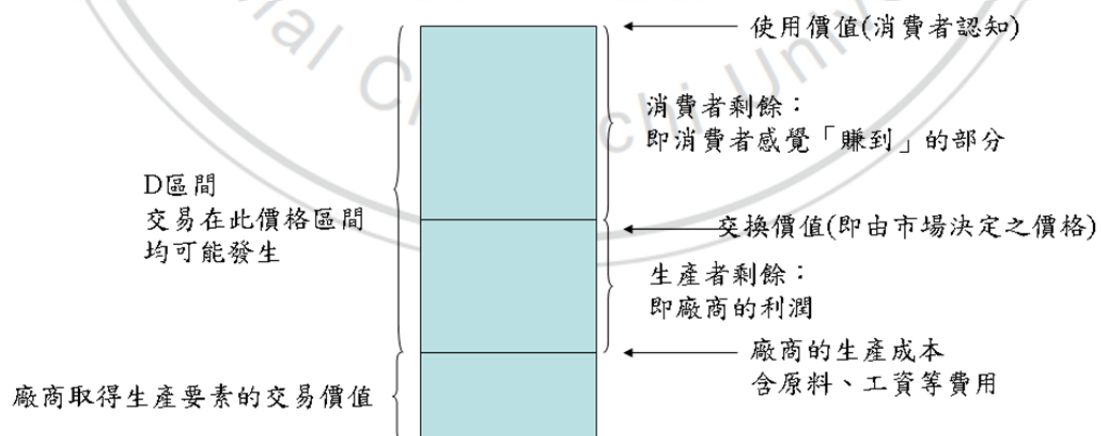 使用價值(消費者認知)
消費者剩餘：
即消費者感覺「賺到」的部分
D區間
交易在此價格區間
均可能發生
交換價值(即由市場決定之價格)
生產者剩餘：
即廠商的利潤
廠商的生產成本
含原料、工資等費用
廠商取得生產要素的交易價值